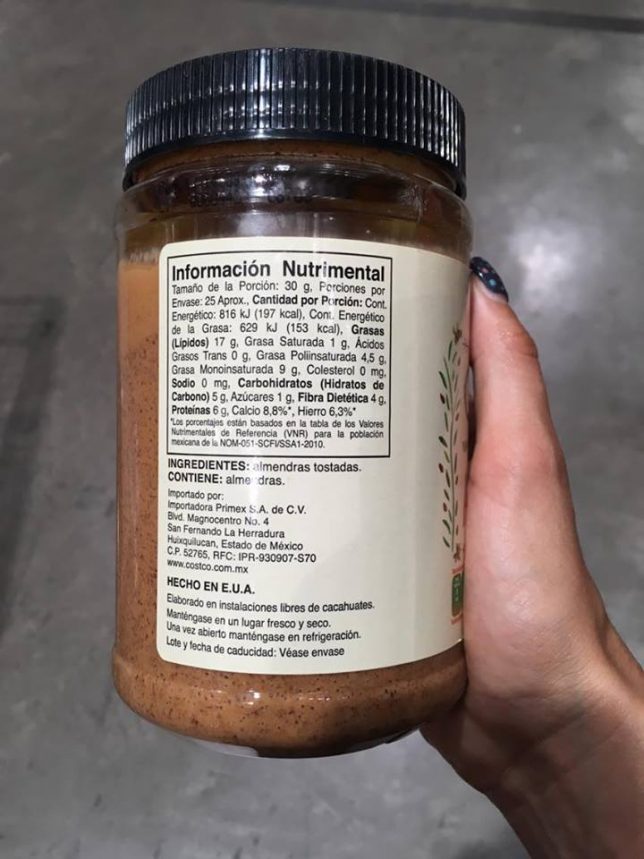 Información Nutrimental
Tamaño de la Porción: 30 g, Porciones por
Envase: 25 Aprox., Cantidad por Porción: Cont.
Energético: 816 kJ (197 kcal), Cont. Energético
de la Grasa: 629 kJ (153 kcal), Grasas
(Lípidos) 17 g, Grasa Saturada 1 g, Ácidos
Grasos Trans 0 g, Grasa Poliinsaturada 4,5 g,
Grasa Monoinsaturada 9 g, Colesterol 0 mg,
Sodio 0 mg, Carbohidratos (Hidratos de
Carbono) 5 g, Azúcares 1 g, Fibra Dietética 4 g,
Proteínas 6 g, Calcio 8,8%*, Hierro 6,3%*
*Los porcentajes están basados en la tabla de los Valores
Nutrimentales de Referencia (VNR) para la población
mexicana de la NOM-051-SCFI/SSA1-2010.
INGREDIENTES: almendras tostadas.
CONTIENE: almendras.
Importado por:
Importadora Primex S.A. de C.V.
Blvd. Magnocentro No. 4
San Fernando La Herradura
Huixquilucan, Estado de México
C.P. 52765, RFC: IPR-930907-S70
www.costco.com.mx
HECHO EN E.U.A.
Elaborado en instalaciones libres de cacahuates.
Manténgase en un lugar fresco y seco.
Una vez abierto manténgase en refrigeración.
Lote y fecha de caducidad: Véase envase